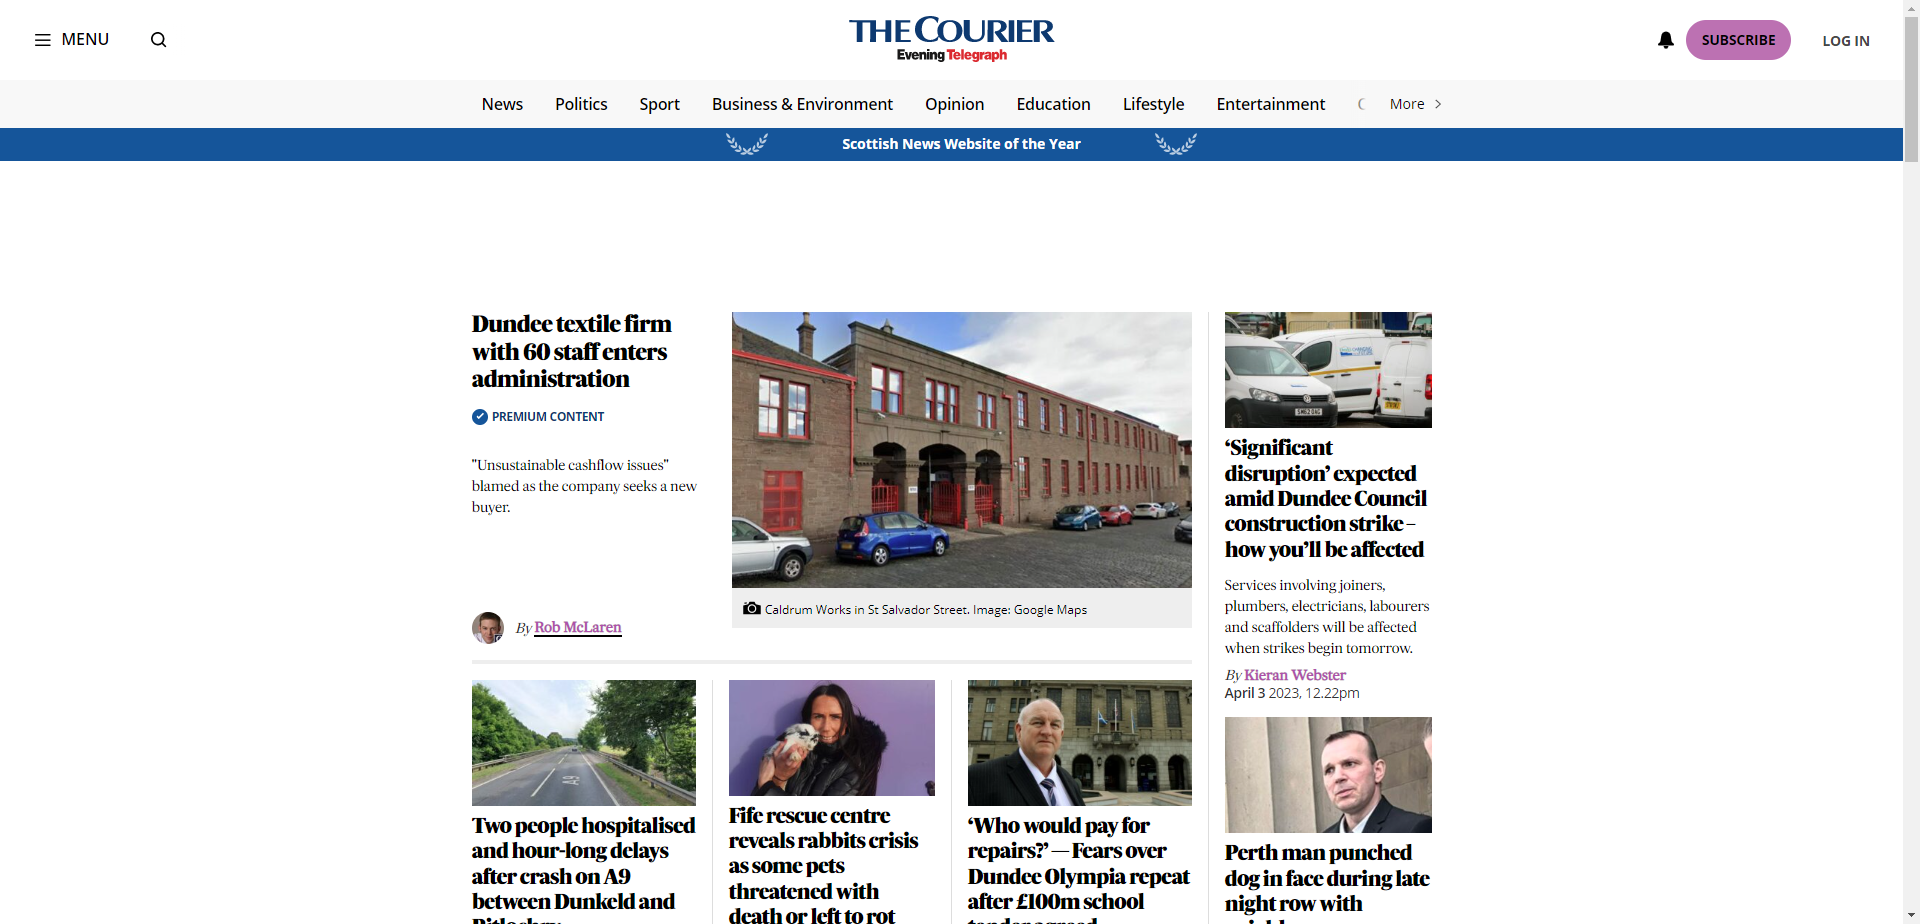 MENU
THE COURIER
Evening Telegraph
SUBSCRIBE
LOG IN
News
Politics
Sport
Business & Environment
Opinion
Education
Lifestyle
Entertainment
More
Scottish News Website of the Year
Dundee textile firm
with 60 staff enters
administration
PREMIUM CONTENT
"Unsustainable cashflow issues"
blamed as the company seeks a new
buyer.
By Rob McLaren
Caldrum Works in St Salvador Street. Image: Google Maps
‘Significant
disruption’ expected
amid Dundee Council
construction strike –
how you’ll be affected
Services involving joiners,
plumbers, electricians, labourers
and scaffolders will be affected
when strikes begin tomorrow.
By Kieran Webster
April 3 2023, 12.22pm
A9
Two people hospitalised
and hour-long delays
after crash on A9
between Dunkeld and
Fife rescue centre
reveals rabbits crisis
as some pets
threatened with
death or left to rot
‘Who would pay for
repairs?’ — Fears over
Dundee Olympia repeat
after £100m school
Perth man punched
dog in face during late
night row with